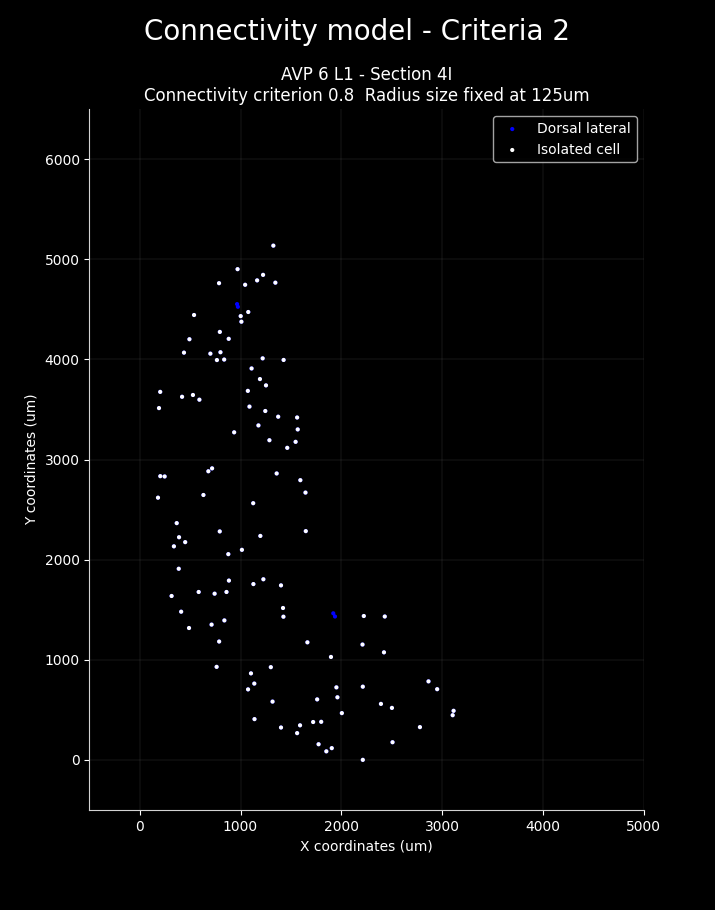 Connectivity model - Criteria 2
AVP 6 L1 - Section 4I
Connectivity criterion 0.8  Radius size fixed at 125um
Dorsal lateral
Isolated cell
6000
5000
4000
3000
2000
1000
0
Y coordinates (um)
0 1000 2000 3000 4000 5000
X coordinates (um)